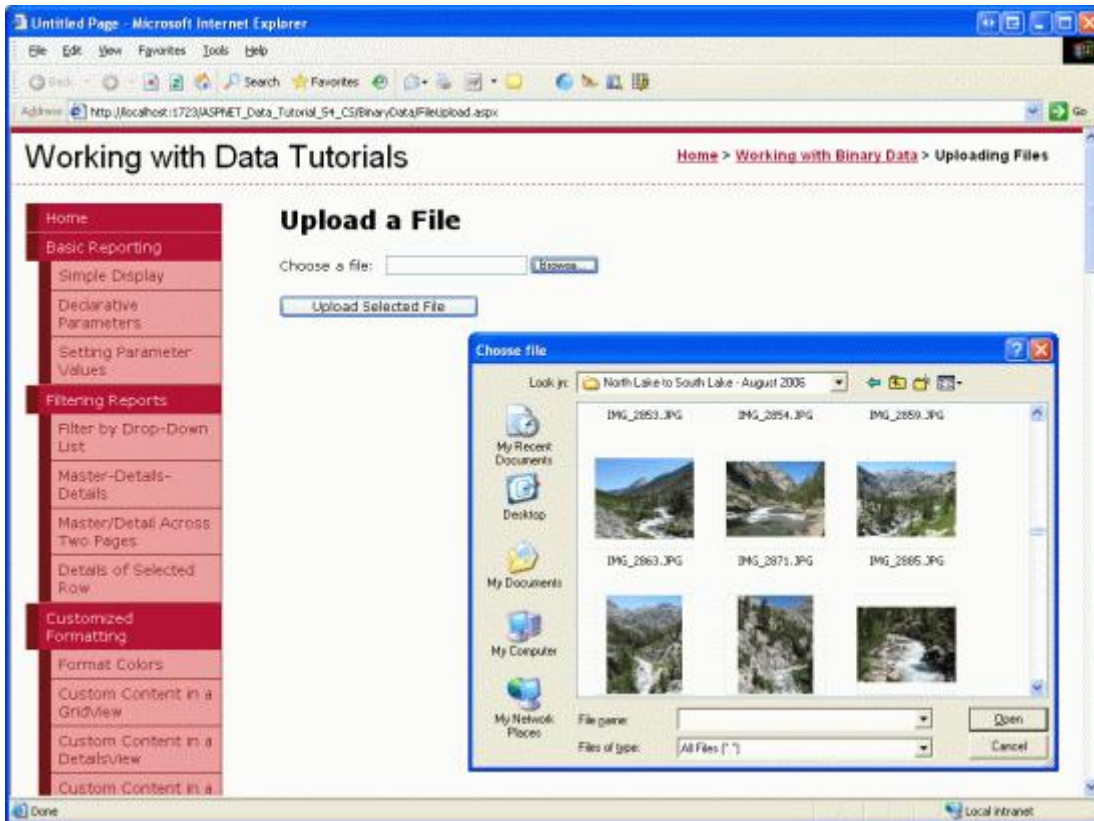 Untitled Page - Microsoft Internet Explorer
File Edit View Favorites Tools Help
Back Search Favorites
Address http://localhost:1723/ASPNET_Data_Tutorial_54_CS/BinaryData/FileUpload.aspx Go
Working with Data Tutorials
Home > Working with Binary Data > Uploading Files
Home
Basic Reporting
Simple Display
Declarative
Parameters
Setting Parameter
Values
Filtering Reports
Filter by Drop-Down
List
Master-Details-
Details
Master/Detail Across
Two Pages
Details of Selected
Row
Customized
Formatting
Format Colors
Custom Content in a
GridView
Custom Content in a
DetailsView
Custom Content in a
Upload a File
Choose a file: Browse...
Upload Selected File
Choose file
Look in: North Lake to South Lake - August 2006
My Recent
Documents
Desktop
My Documents
My Computer
My Network
Places
IMG_2853.JPG IMG_2854.JPG IMG_2859.JPG
IMG_2863.JPG IMG_2871.JPG IMG_2885.JPG
File name: Open
Files of type: All Files (*.*) Cancel
Done Local intranet